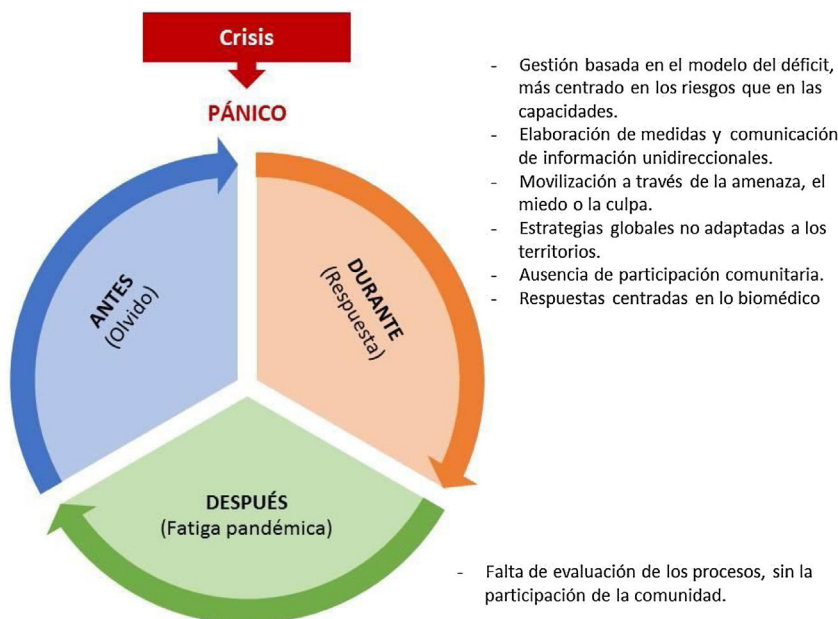 Crisis
PÁNICO
- Gestión basada en el modelo del déficit,
más centrado en los riesgos que en las
capacidades.
- Elaboración de medidas y comunicación
de información unidireccionales.
- Movilización a través de la amenaza, el
miedo o la culpa.
- Estrategias globales no adaptadas a los
territorios.
- Ausencia de participación comunitaria.
- Respuestas centradas en lo biomédico
ANTES
(Olvido)
DURANTE
(Respuesta)
DESPUÉS
(Fatiga pandémica)
- Falta de evaluación de los procesos, sin la
participación de la comunidad.